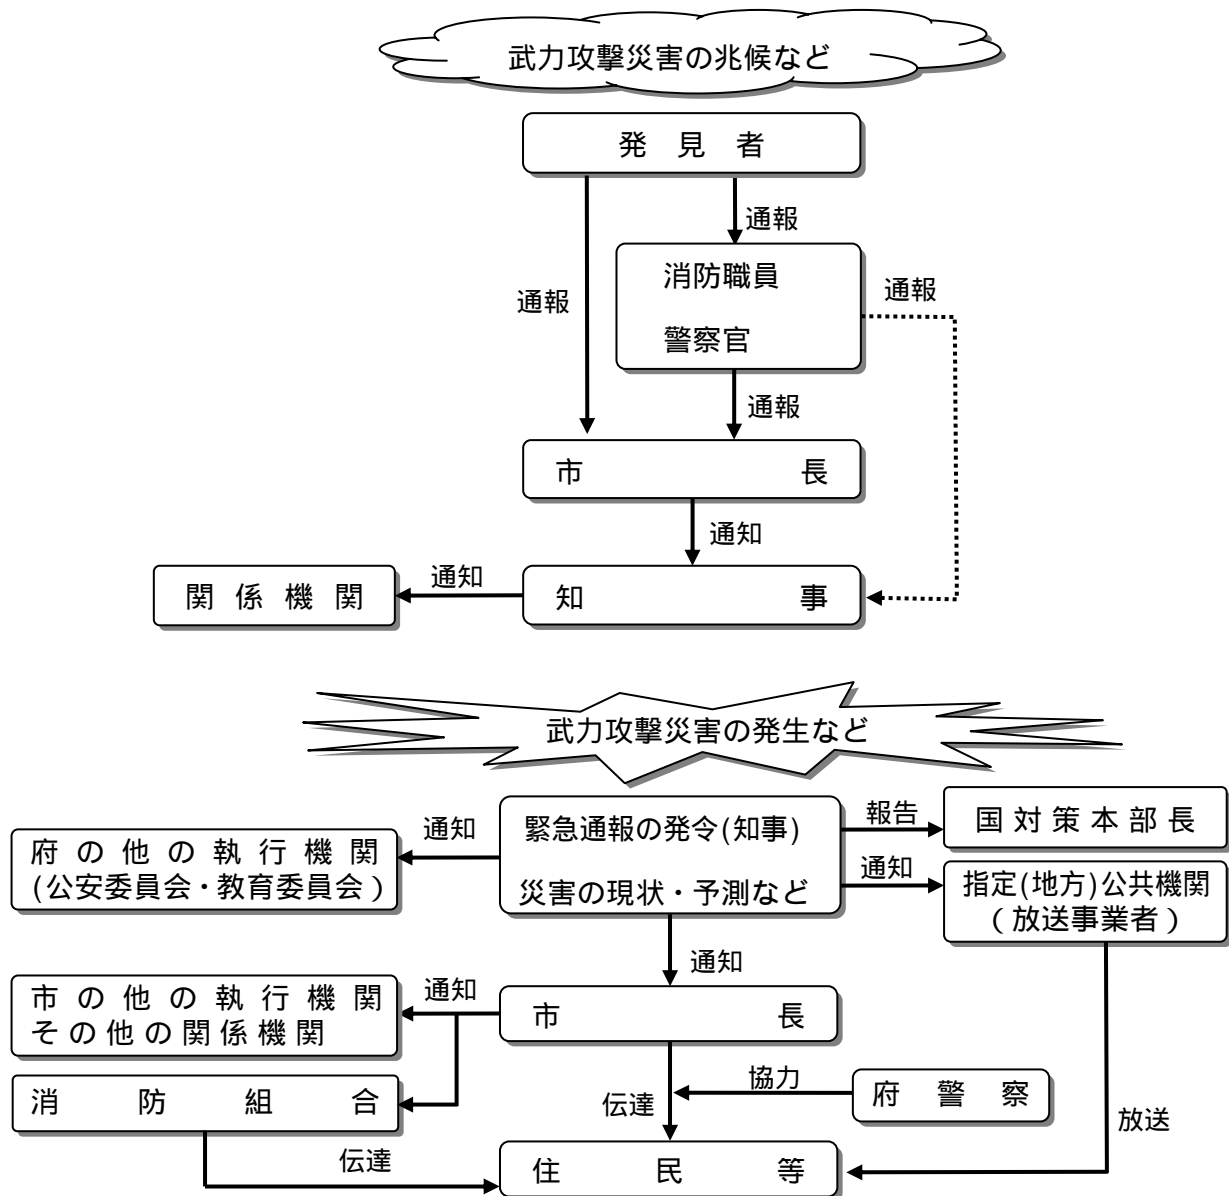 武力攻撃災害の兆候など
発見者
通報
消防職員
通報
通報
警察官
通報
市長
通知
通知
関係機関
知事
武力攻撃災害の発生など
緊急通報の発令(知事)
報告
国対策本部長
通知
府の他の執行機関
(公安委員会・教育委員会)
災害の現状・予測など
通知
指定(地方)公共機関
(放送事業者)
通知
市の他の執行機関
その他の関係機関
通知
市長
消防組合
協力
府警察
伝達
放送
伝達
住民等